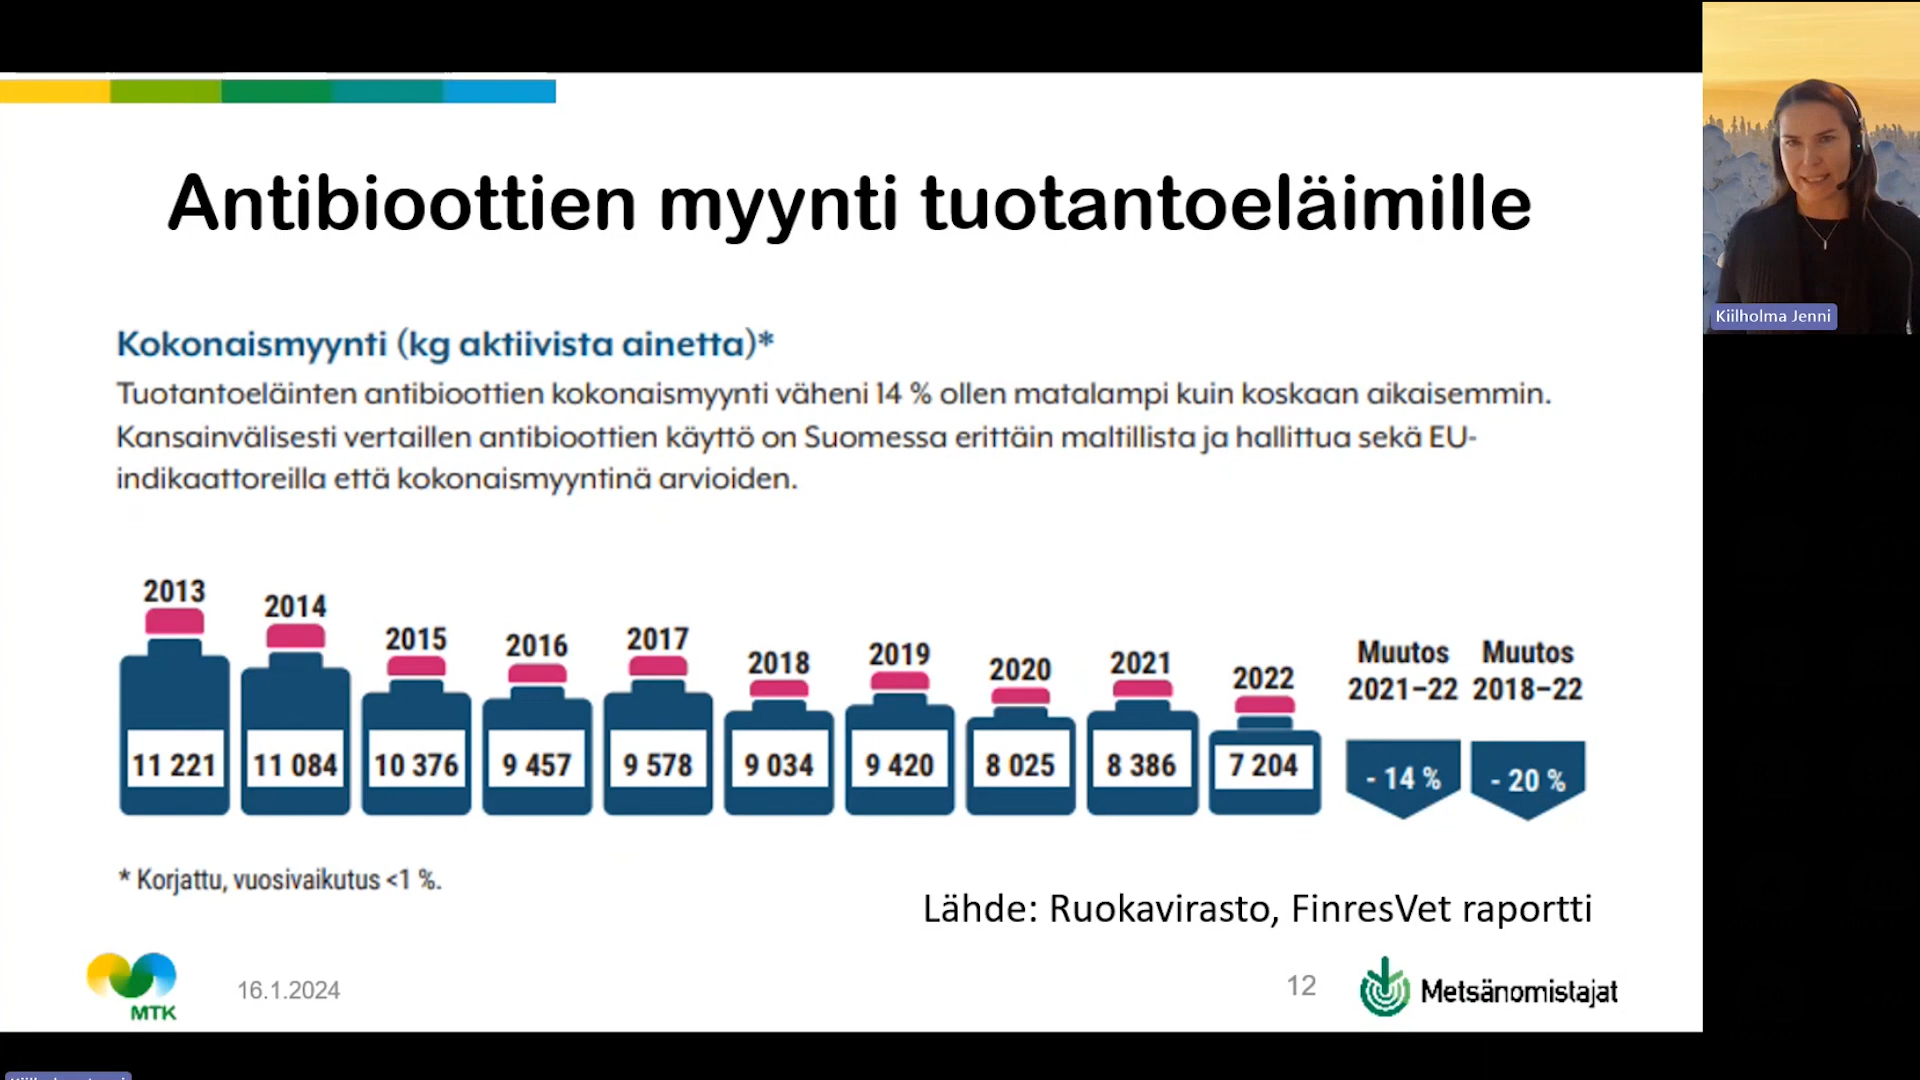 Antibioottien myynti tuotantoeläimille
Kokonaismyynti (kg aktiivista ainetta)*
Tuotantoeläinten antibioottien kokonaismyynti väheni 14 % ollen matalampi kuin koskaan aikaisemmin.
Kansainvälisesti vertaillen antibioottien käyttö on Suomessa erittäin maltillista ja hallittua sekä EU-
indikaattoreilla että kokonaismyyntinä arvioiden.
2013 2014 2015 2016 2017 2018 2019 2020 2021 2022
Muutos 2021–22
Muutos 2018–22
11 221 11 084 10 376 9 457 9 578 9 034 9 420 8 025 8 386 7 204 - 14 % - 20 %
* Korjattu, vuosivaikutus <1 %.
Lähde: Ruokavirasto, FinresVet raportti
MTK
16.1.2024
12
Metsänomistajat
Kiilholma Jenni